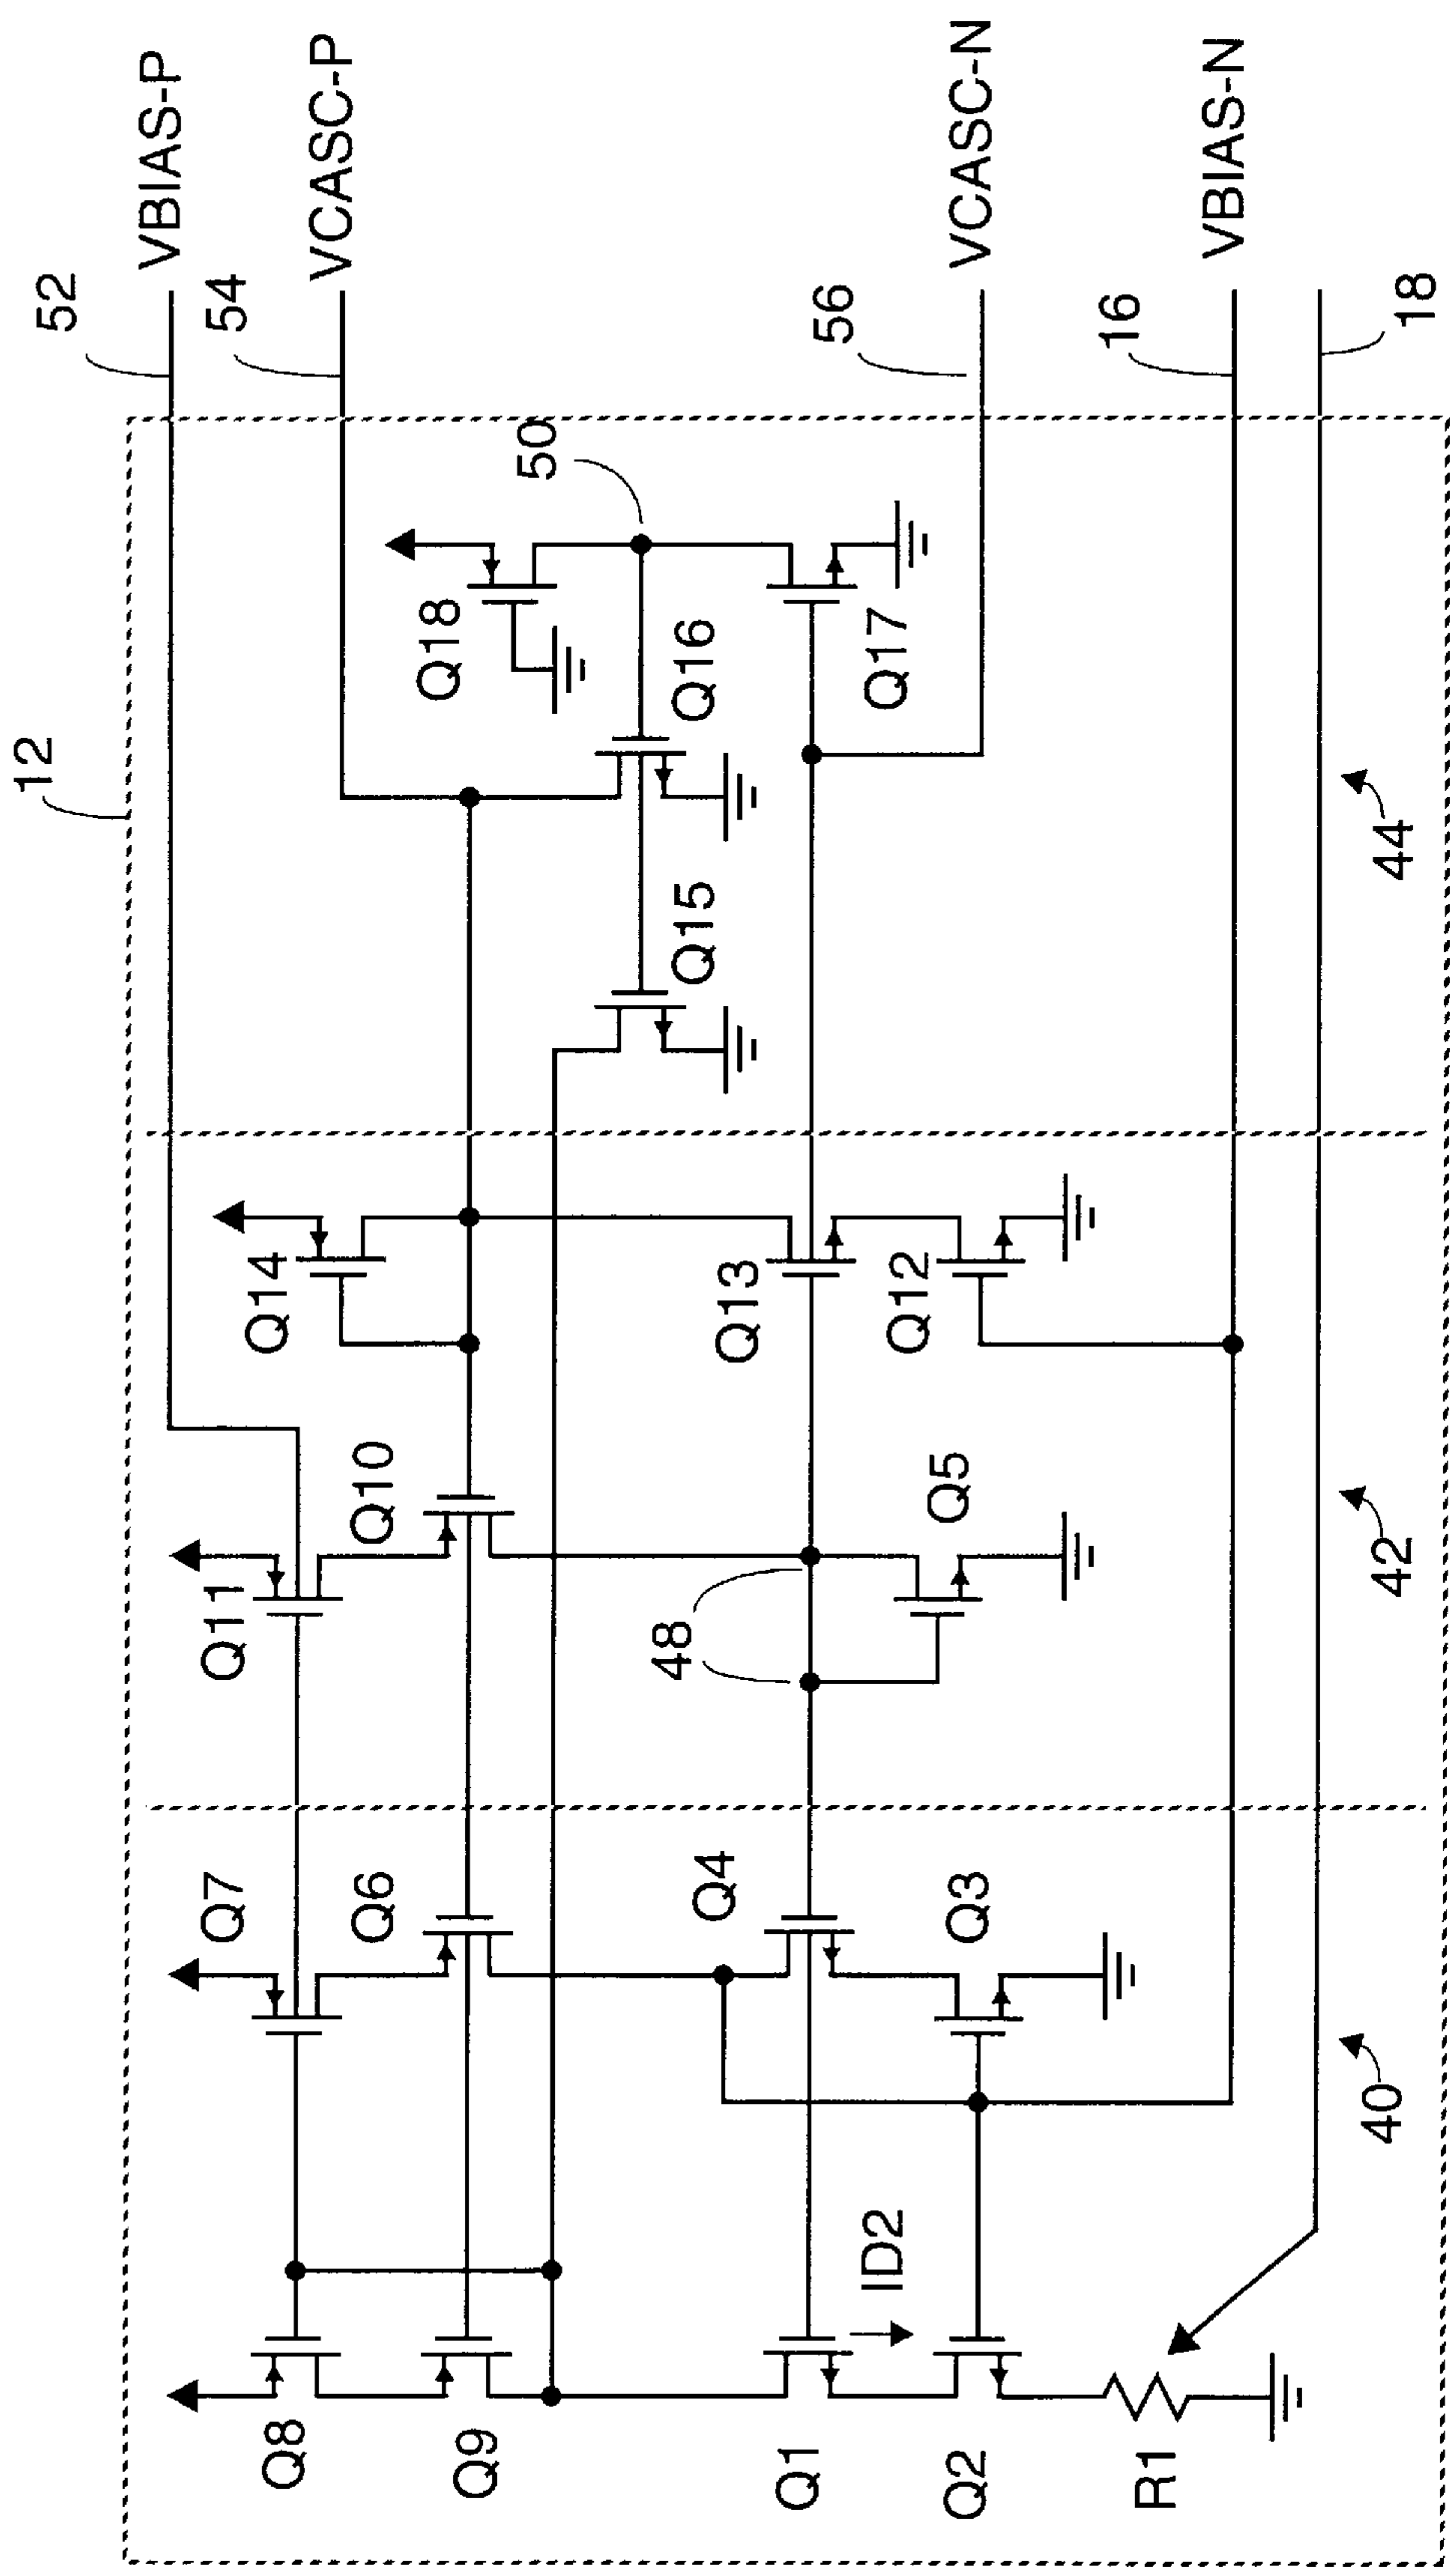 12
52
VBIAS-P
54
VCASC-P
50
56
VCASC-N
16
VBIAS-N
18
Q8
Q7
Q11
Q14
Q18
Q9
Q6
Q10
Q16
Q15
48
Q1
Q4
Q13
Q17
ID2
Q2
Q3
Q5
Q12
R1
40
42
44